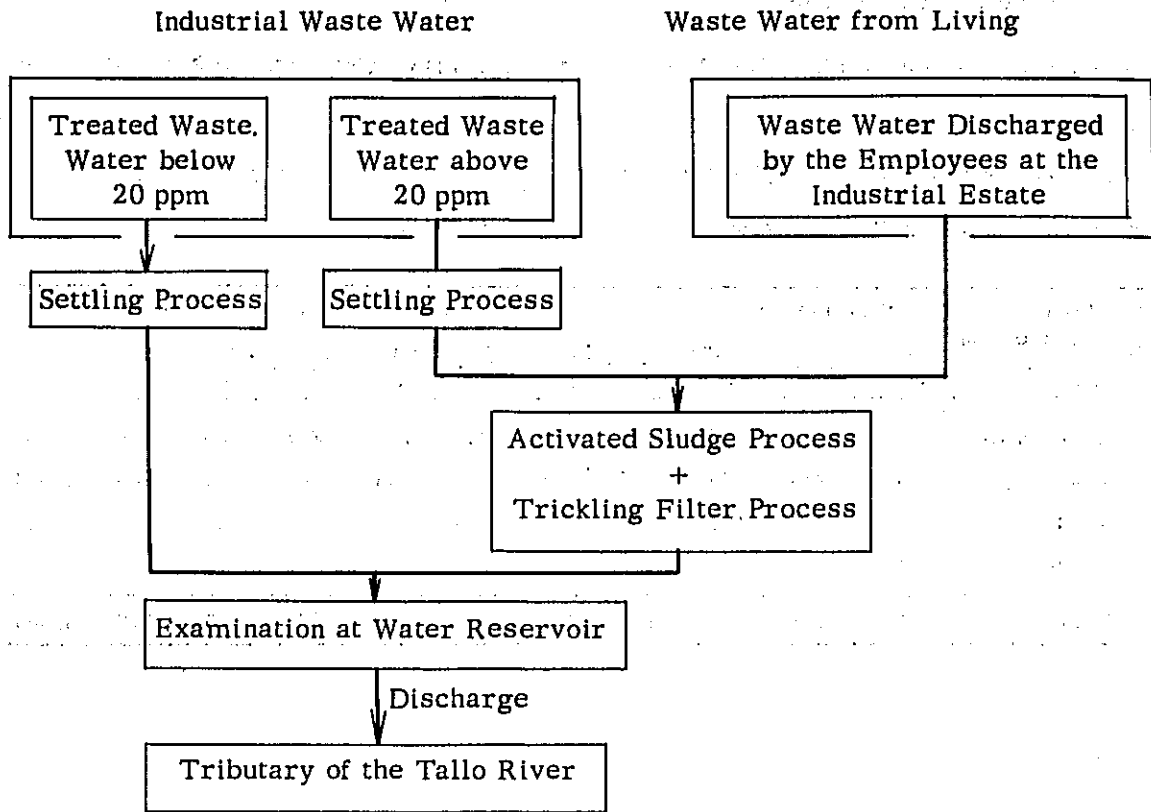 Industrial Waste Water
Waste Water from Living
Treated Waste.
Water below
20 ppm
Treated Waste
Water above
20 ppm
Waste Water Discharged
by the Employees at the
Industrial Estate
Settling Process
Settling Process
Activated Sludge Process
+
Trickling Filter Process
Examination at Water Reservoir
Discharge
Tributary of the Tallo River